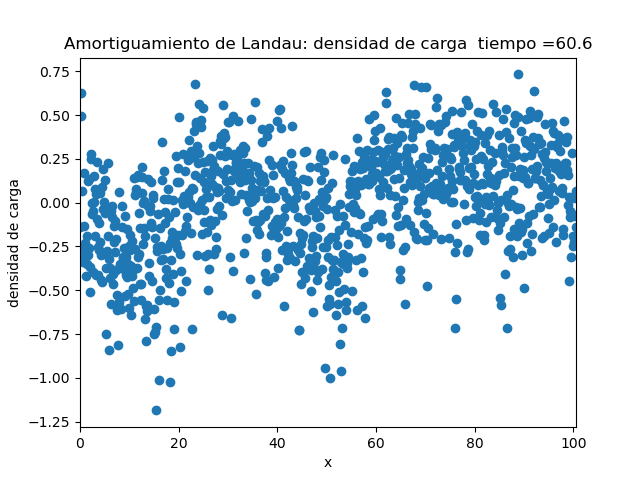 Amortiguamiento de Landau: densidad de carga  tiempo =60.6
0.75
0.50
0.25
0.00
−0.25
−0.50
−0.75
−1.00
−1.25
densidad de carga
0 20 40 60 80 100
x